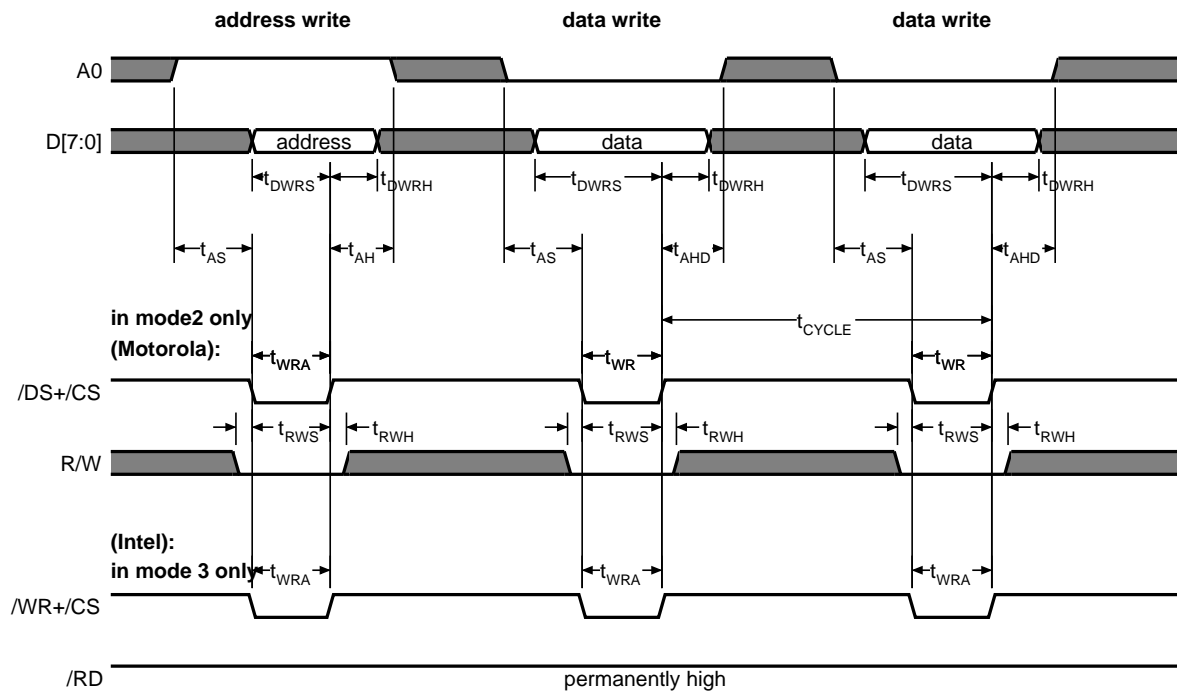 address write data write data write
A0
D[7:0] address data data
tDWRS tDWRH tDWRS tDWRH tDWRS tDWRH
tAS tAH tAS tAHD tAS tAHD
in mode2 only
(Motorola):
tCYCLE
tWRA tWR tWR
/DS+/CS
tRWS tRWH tRWS tRWH tRWS tRWH
R/W
(Intel):
in mode 3 only
tWRA tWRA tWRA
/WR+/CS
/RD permanently high